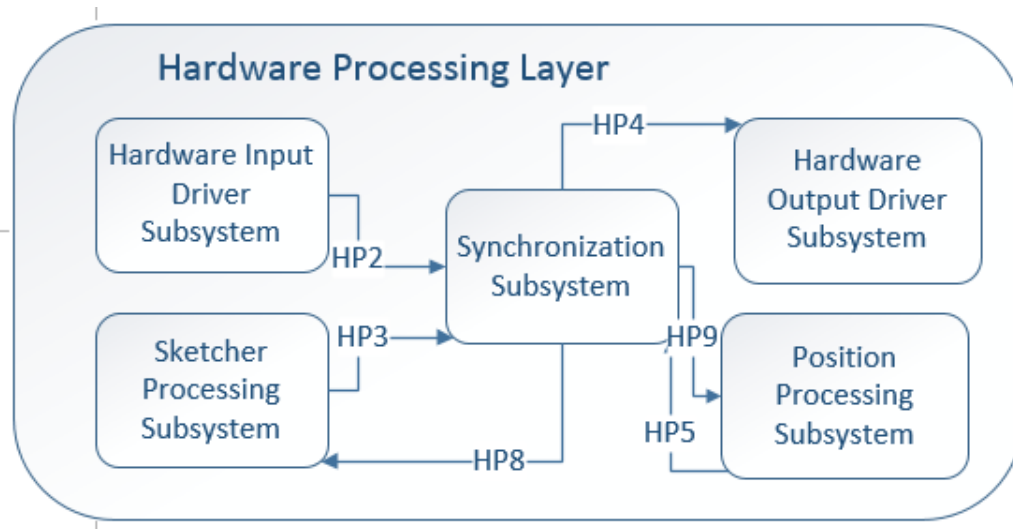 Hardware Processing Layer
HP4
Hardware Input
Driver
Subsystem
Hardware
Output Driver
Subsystem
HP2
Synchronization
Subsystem
HP3
HP9
Sketcher
Processing
Subsystem
Position
Processing
Subsystem
HP5
HP8